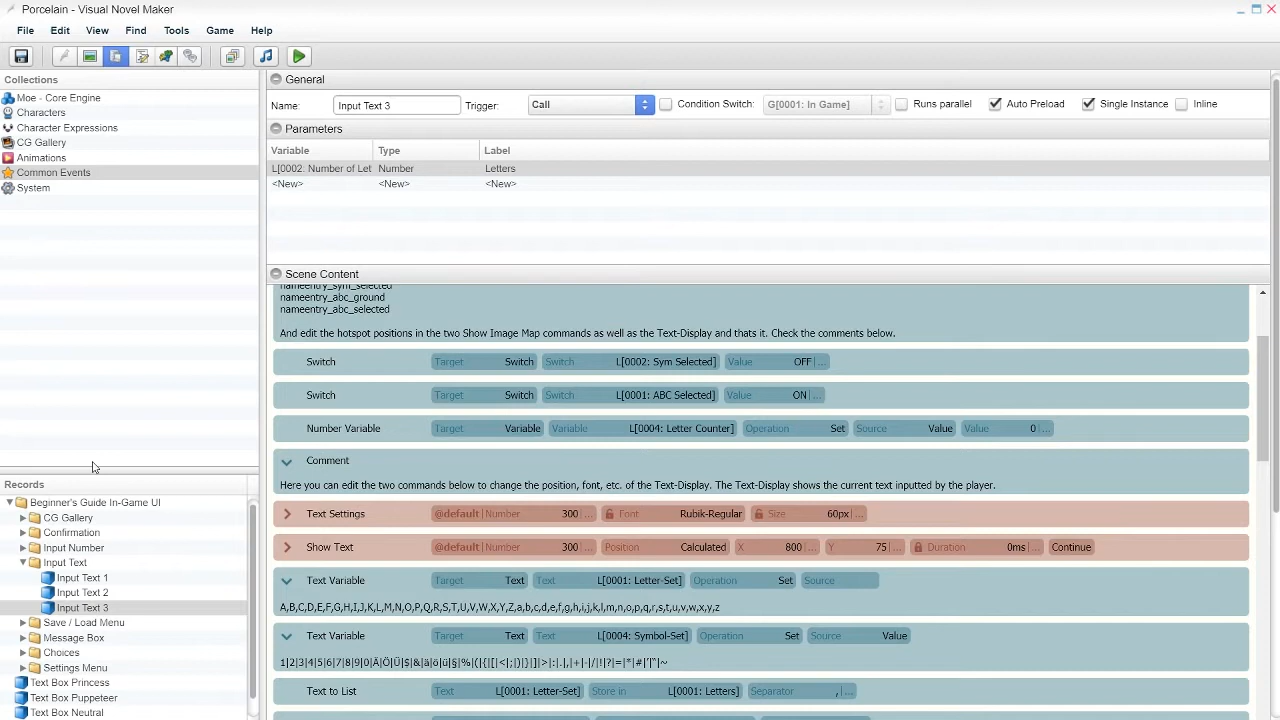 Porcelain - Visual Novel Maker
File Edit View Find Tools Game Help
Collections
Moe - Core Engine
Characters
Character Expressions
CG Gallery
Animations
Common Events
System
Records
Beginner's Guide In-Game UI
CG Gallery
Confirmation
Input Number
Input Text
Input Text 1
Input Text 2
Input Text 3
Save / Load Menu
Message Box
Choices
Settings Menu
Text Box Princess
Text Box Puppeteer
Text Box Neutral
General
Name: Input Text 3 Trigger: Call Condition Switch: G[0001: In Game] Runs parallel Auto Preload Single Instance Inline
Parameters
Variable Type Label
L[0002: Number of Let Number Letters
<New> <New> <New>
Scene Content
nameentry_sym_selected
nameentry_abc_ground
nameentry_abc_selected
And edit the hotspot positions in the two Show Image Map commands as well as the Text-Display and thats it. Check the comments below.
Switch Target Switch Switch L[0002: Sym Selected] Value OFF ...
Switch Target Switch Switch L[0001: ABC Selected] Value ON ...
Number Variable Target Variable Variable L[0004: Letter Counter] Operation Set Source Value Value 0 ...
Comment
Here you can edit the two commands below to change the position, font, etc. of the Text-Display. The Text-Display shows the current text inputted by the player.
Text Settings @default | Number 300 ... Font Rubik-Regular Size 60px ...
Show Text @default | Number 300 ... Position Calculated X 800 ... Y 75 ... Duration 0ms ... Continue
Text Variable Target Text Text L[0001: Letter-Set] Operation Set Source
A,B,C,D,E,F,G,H,I,J,K,L,M,N,O,P,Q,R,S,T,U,V,W,X,Y,Z,a,b,c,d,e,f,g,h,i,j,k,l,m,n,o,p,q,r,s,t,u,v,w,x,y,z
Text Variable Target Text Text L[0004: Symbol-Set] Operation Set Source Value
Text to List Text L[0001: Letter-Set] Store in L[0001: Letters] Separator , ...